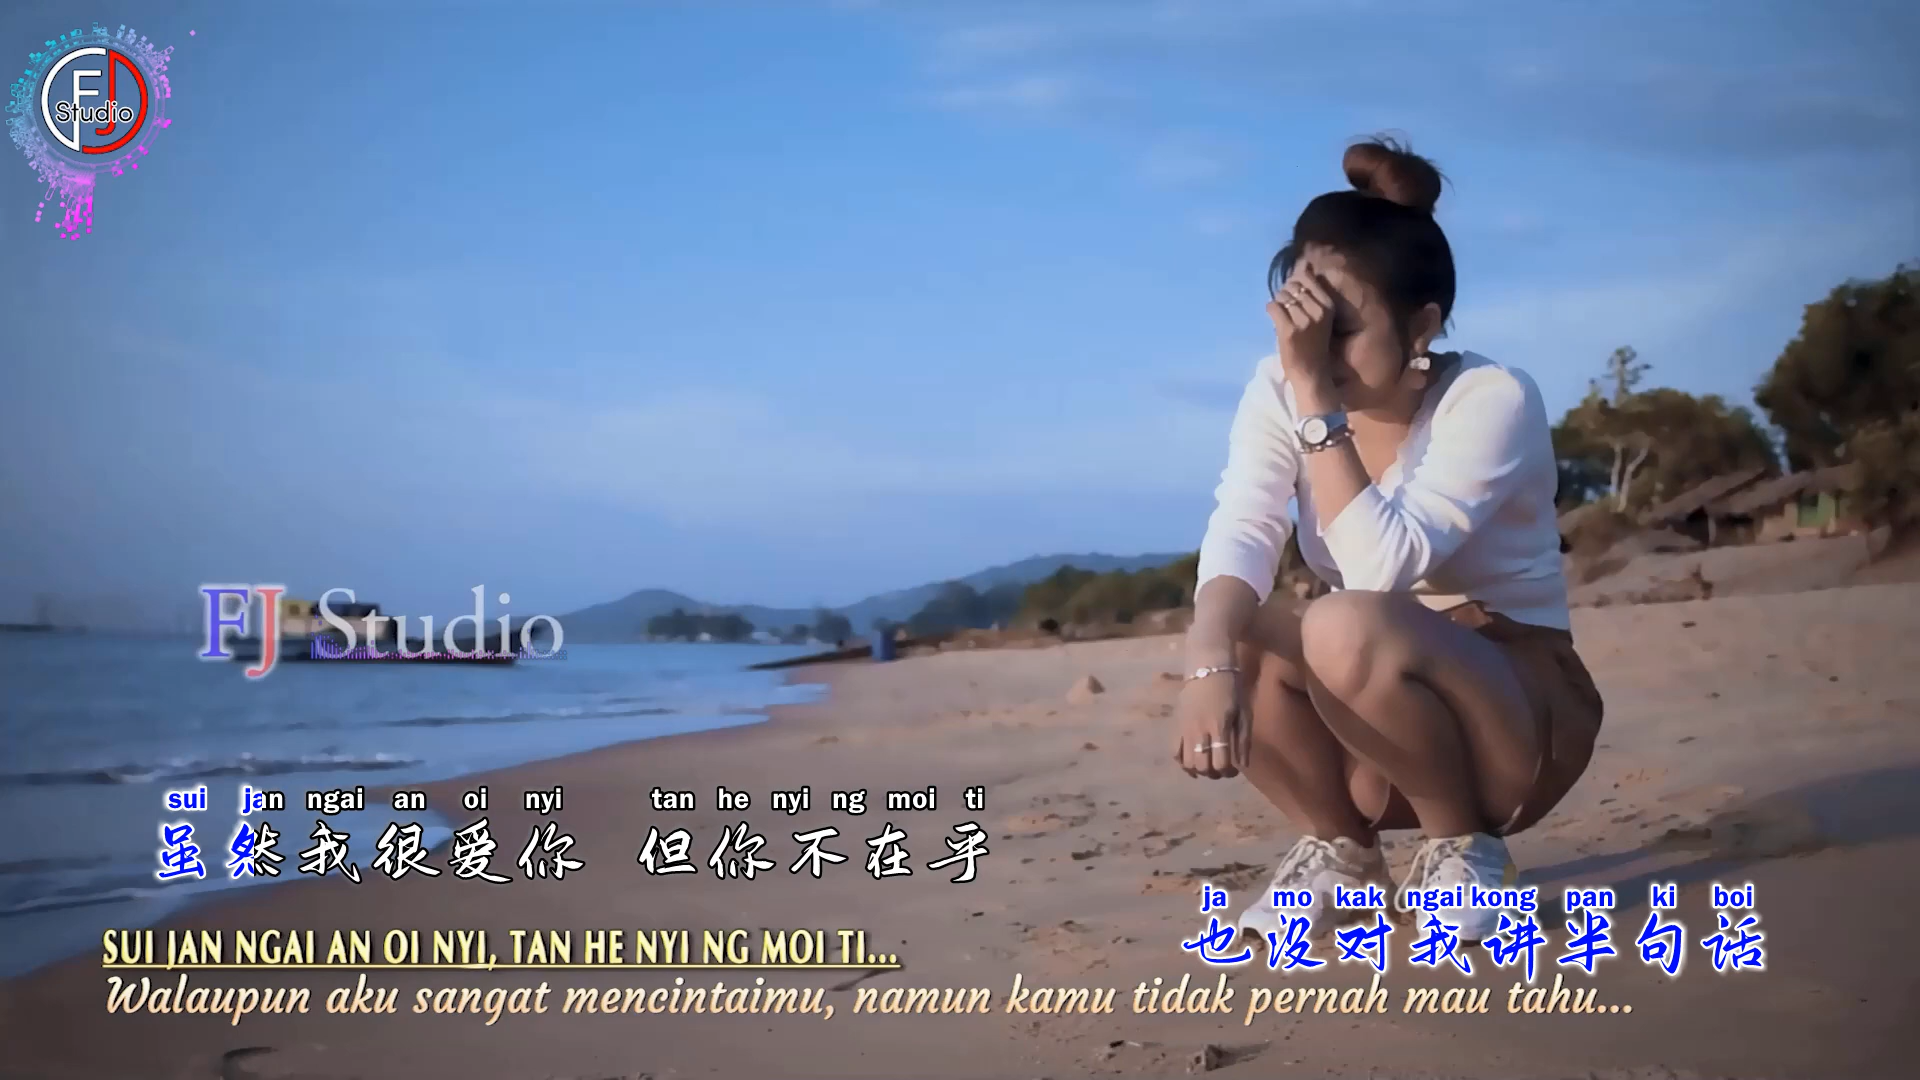 FJ
Studio
FJ Studio
sui jan ngai an oi nyi tan he nyi ng moi ti
虽然我很爱你 但你不在乎
ja mo kak ngai kong pan ki boi
也没对我讲半句话
SUI JAN NGAI AN OI NYI, TAN HE NYI NG MOI TI...
Walaupun aku sangat mencintaimu, namun kamu tidak pernah mau tahu...